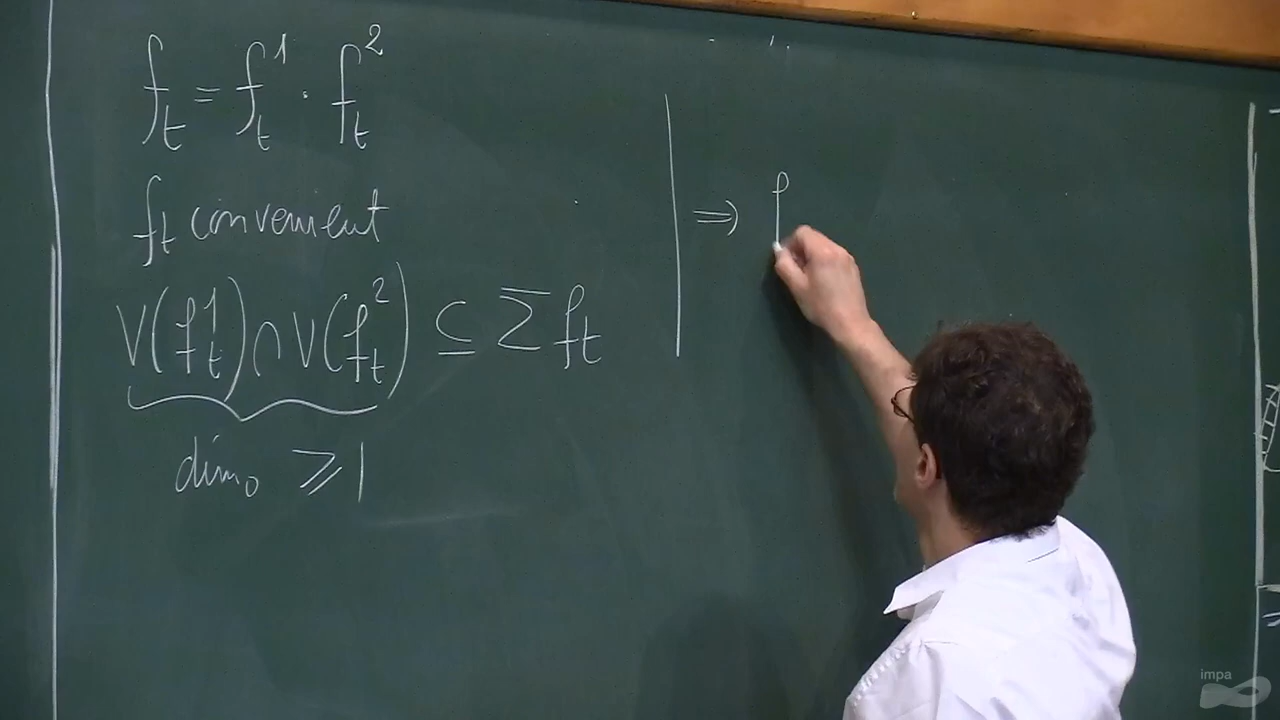 f_t = f_t^1 · f_t^2
f_t convenient
V(f_t^1) ∩ V(f_t^2) ⊆ Σ f_t
dim_0 ⩾ 1
⇒ f
impa